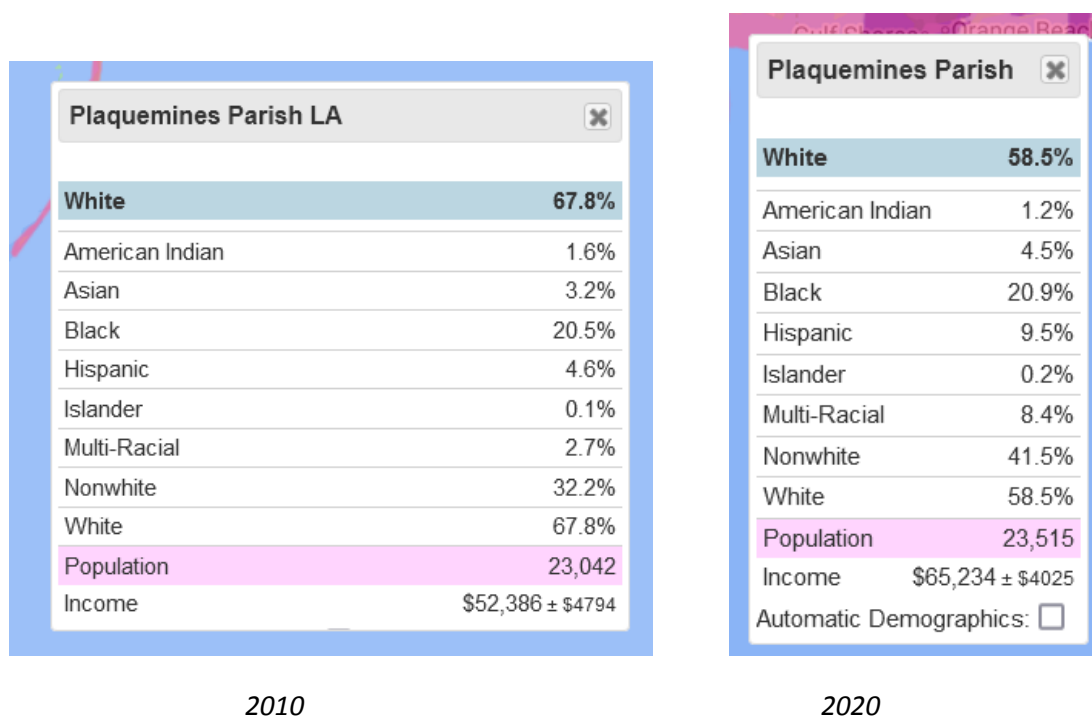 Gulf Shores Orange Beac
Plaquemines Parish LA
White 67.8%
American Indian 1.6%
Asian 3.2%
Black 20.5%
Hispanic 4.6%
Islander 0.1%
Multi-Racial 2.7%
Nonwhite 32.2%
White 67.8%
Population 23,042
Income $52,386 ± $4794
2010
Plaquemines Parish
White 58.5%
American Indian 1.2%
Asian 4.5%
Black 20.9%
Hispanic 9.5%
Islander 0.2%
Multi-Racial 8.4%
Nonwhite 41.5%
White 58.5%
Population 23,515
Income $65,234 ± $4025
Automatic Demographics:
2020